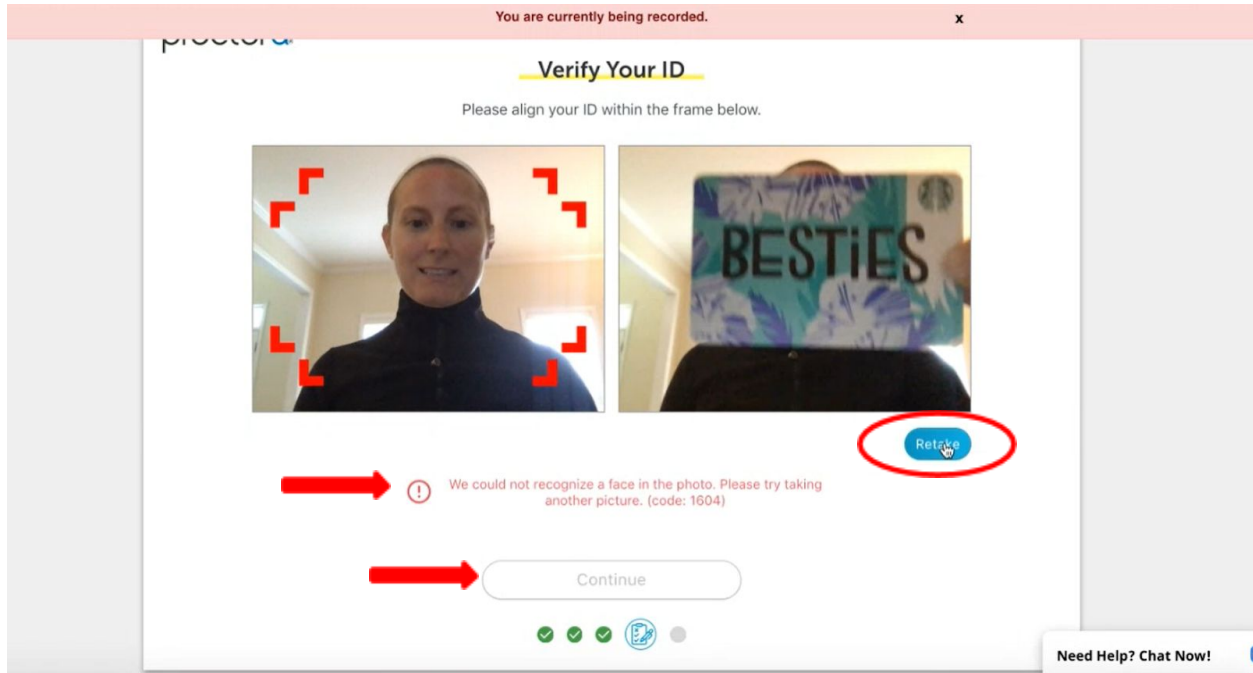 You are currently being recorded.
x
proctoru
Verify Your ID
Please align your ID within the frame below.
BESTiES
Retake
We could not recognize a face in the photo. Please try taking
another picture. (code: 1604)
Continue
Need Help? Chat Now!